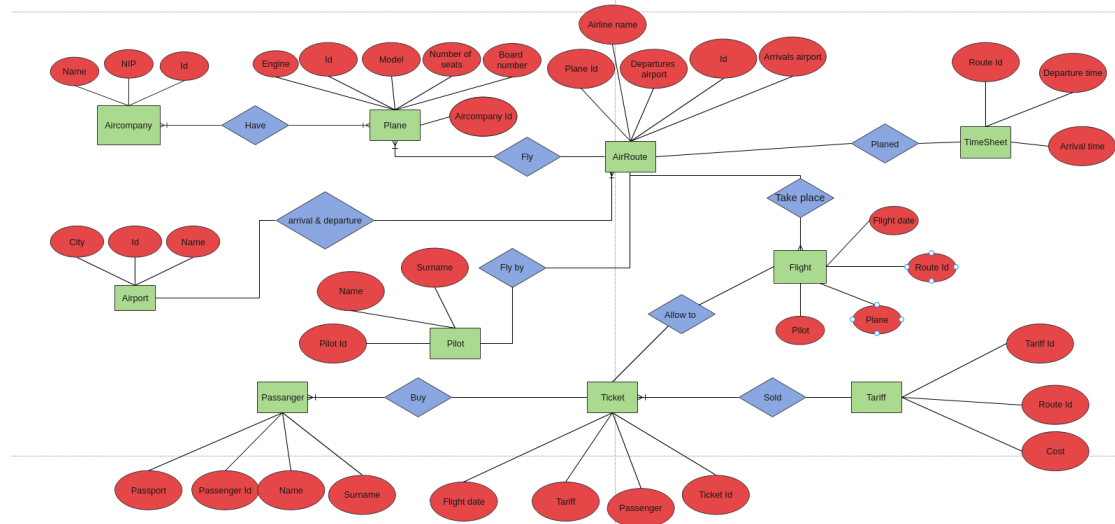 Airline name
Name
NIP
Id
Engine
Id
Model
Number of
seats
Board
number
Plane Id
Departures
airport
Id
Arrivals airport
Route Id
Departure time
Aircompany
Have
Plane
Aircompany Id
Fly
AirRoute
Planed
TimeSheet
Arrival time
Take place
arrival & departure
Flight date
City
Id
Name
Surname
Fly by
Flight
Route Id
Airport
Name
Allow to
Plane
Pilot
Pilot Id
Pilot
Tariff Id
Passanger
Buy
Ticket
Sold
Tariff
Route Id
Cost
Passport
Passenger Id
Name
Surname
Flight date
Tariff
Passenger
Ticket Id